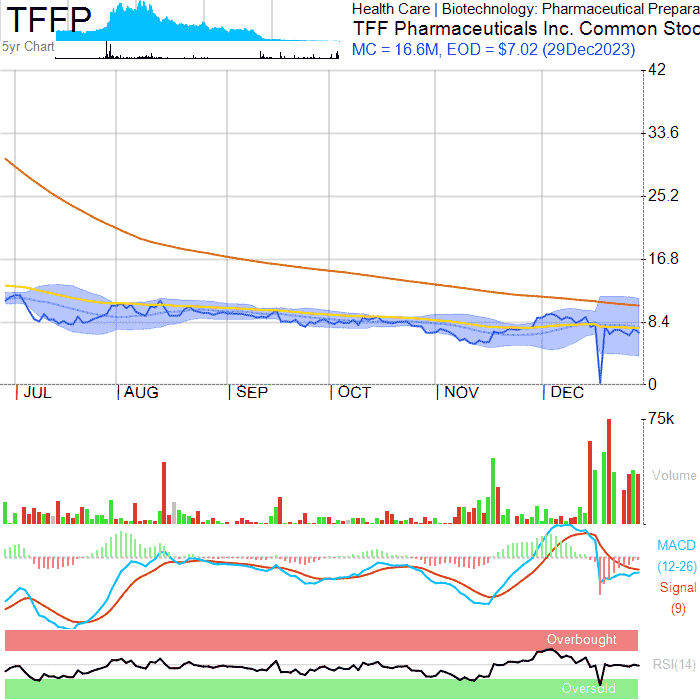 TFFP
5yr Chart
Health Care | Biotechnology: Pharmaceutical Prepara
TFF Pharmaceuticals Inc. Common Stoc
MC = 16.6M, EOD = $7.02 (29Dec2023)
42
33.6
25.2
16.8
8.4
0
JUL
AUG
SEP
OCT
NOV
DEC
75k
Volume
MACD
(12-26)
Signal
(9)
Overbought
RSI(14)
Oversold